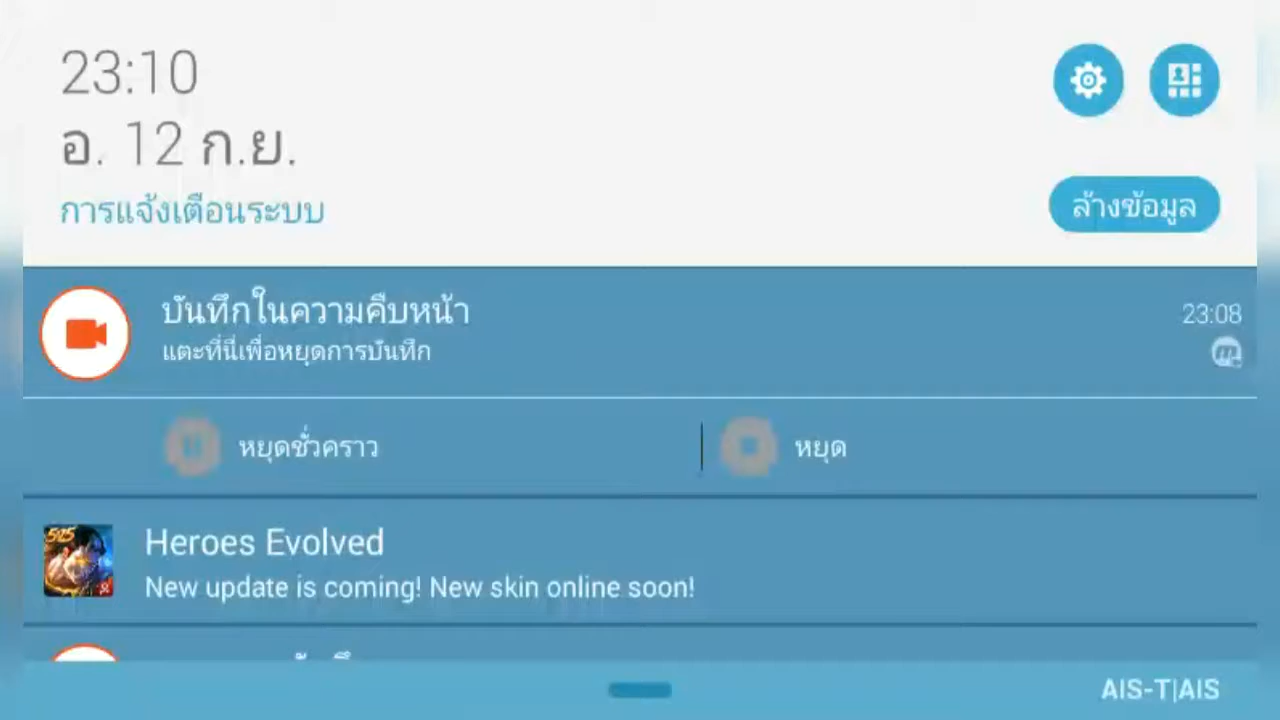 23:10
อ. 12 ก.ย.
การแจ้งเตือนระบบ
ล้างข้อมูล
บันทึกในความคืบหน้า
23:08
แตะที่นี่เพื่อหยุดการบันทึก
หยุดชั่วคราว
หยุด
Heroes Evolved
New update is coming! New skin online soon!
AIS-T|AIS